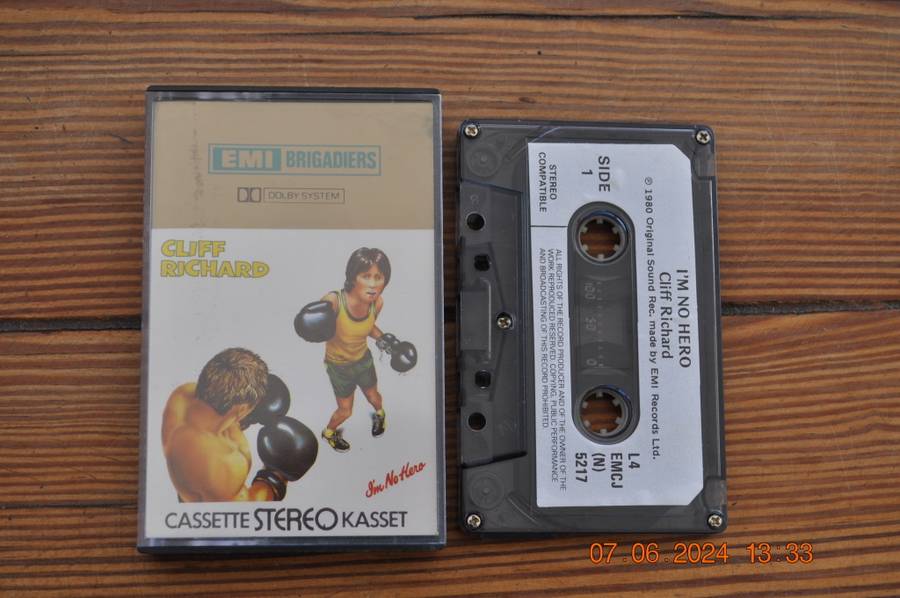 EMI BRIGADIERS
DOLBY SYSTEM
CLIFF
RICHARD
I'm No Hero
CASSETTE STEREO KASSET
I'M NO HERO
Cliff Richard
℗ 1980 Original Sound Rec. made by EMI Records Ltd.
SIDE
1
STEREO
COMPATIBLE
ALL RIGHTS OF THE RECORD PRODUCER AND OF THE OWNER OF THE
WORK REPRODUCED RESERVED. COPYING, PUBLIC PERFORMANCE
AND BROADCASTING OF THIS RECORD PROHIBITED.
L4
EMCJ
(N)
5217
100 50 0
07.06.2024 13:33